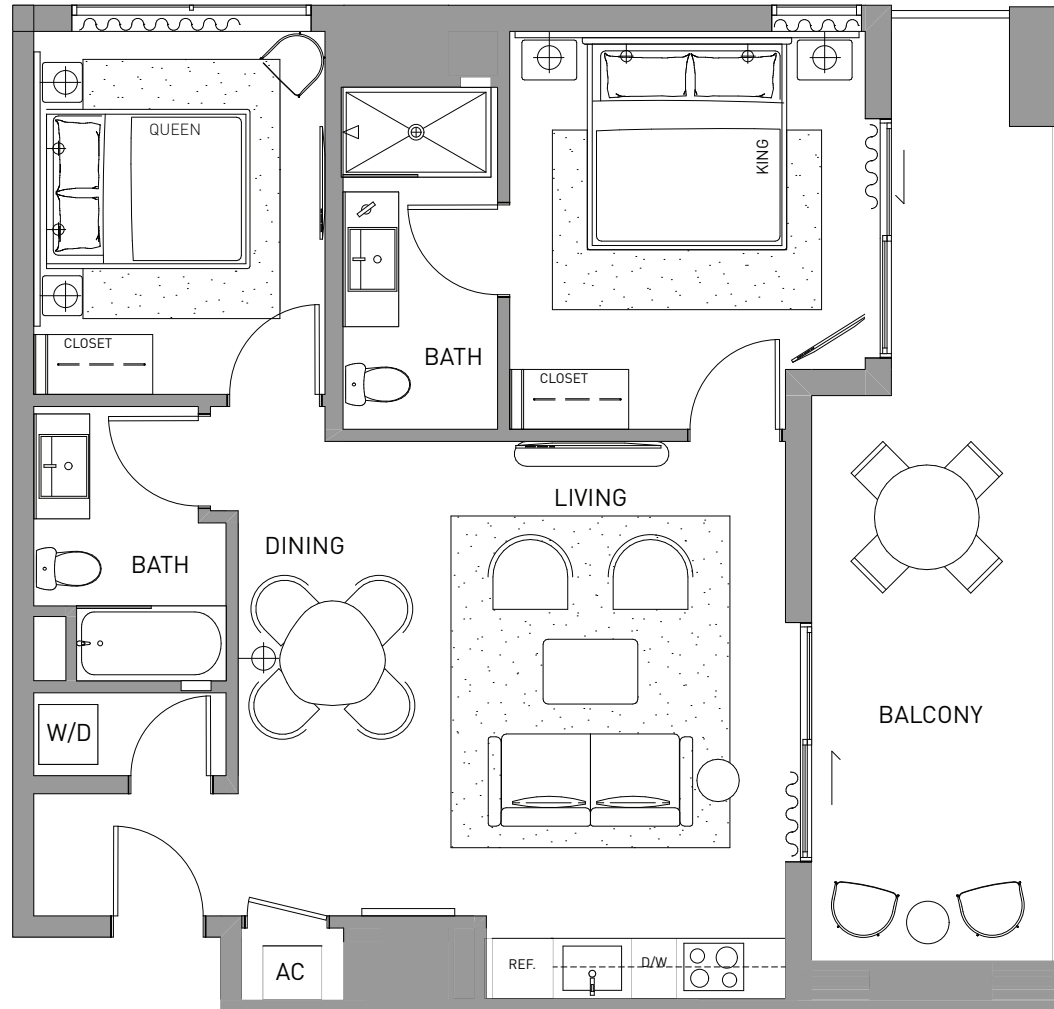 QUEEN
KING
CLOSET
BATH
CLOSET
LIVING
DINING
BATH
BALCONY
W/D
REF.
D/W
AC